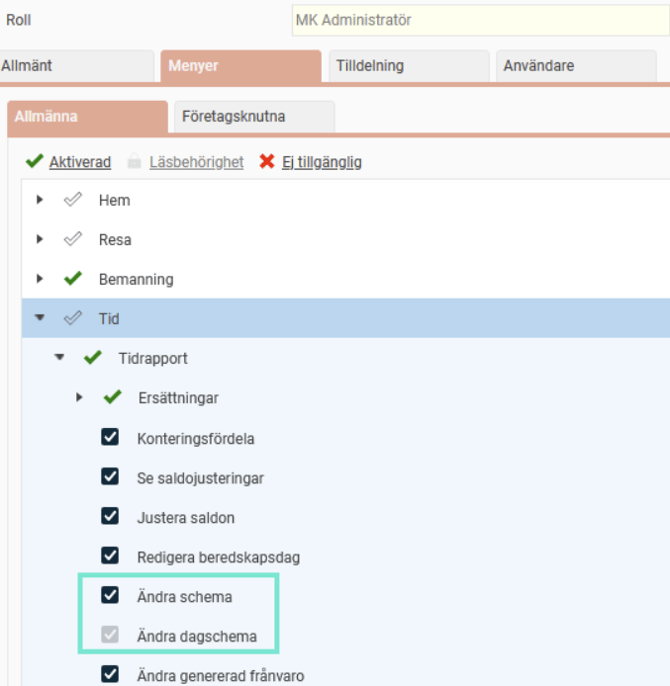 Roll MK Administratör
Allmänt Menyer Tilldelning Användare
Allmänna Företagsknutna
Aktiverad Läsbehörighet Ej tillgänglig
Hem
Resa
Bemanning
Tid
Tidrapport
Ersättningar
Konteringsfördela
Se saldojusteringar
Justera saldon
Redigera beredskapsdag
Ändra schema
Ändra dagschema
Ändra genererad frånvaro